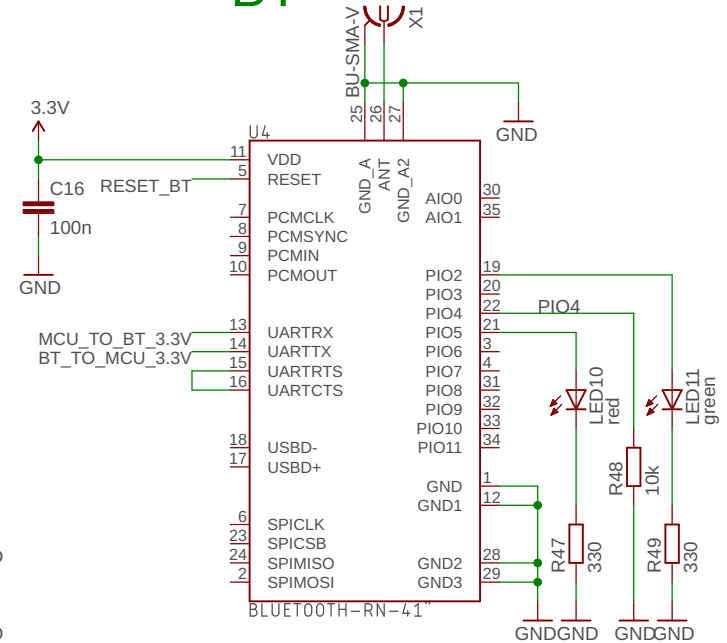 BT
BU-SMA-V
X1
3.3V
GND
U4
25
26
27
11
VDD
GND_A
ANT
GND_A2
5
RESET
RESET_BT
C16
100n
GND
AIO0
30
AIO1
35
7
PCMCLK
8
PCMSYNC
9
PCMIN
10
PCMOUT
PIO2
19
PIO3
20
PIO4
22
PIO4
PIO5
21
MCU_TO_BT_3.3V
13
UARTRX
BT_TO_MCU_3.3V
14
UARTTX
15
UARTRTS
16
UARTCTS
PIO6
3
PIO7
4
PIO8
31
PIO9
32
PIO10
33
PIO11
34
LED10
red
LED11
green
18
USBD-
17
USBD+
R48
10k
GND
1
GND1
12
6
SPICLK
23
SPICSB
24
SPIMISO
2
SPIMOSI
GND2
28
GND3
29
R47
330
R49
330
BLUETOOTH-RN-41"
GND
GND
GND
GND